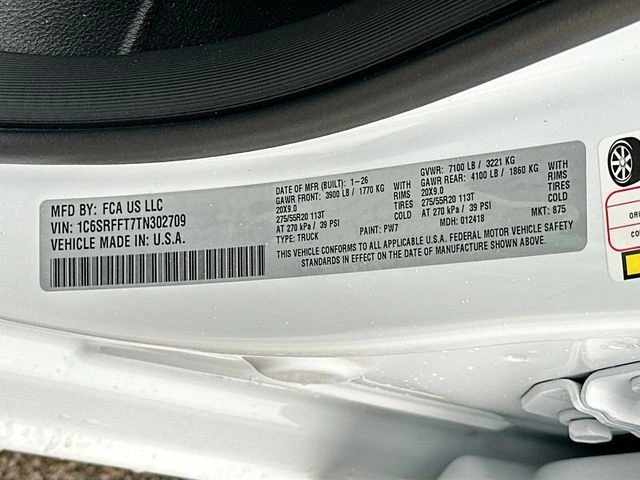 MFD BY: FCA US LLC
VIN: 1C6SRFFT7TN302709
VEHICLE MADE IN: U.S.A.
DATE OF MFR (BUILT): 1-26
GAWR FRONT: 3900 LB / 1770 KG WITH
20X9.0 RIMS
275/55R20 113T TIRES
AT 270 kPa / 39 PSI COLD
TYPE: TRUCK
PAINT: PW7
GVWR: 7100 LB / 3221 KG
GAWR REAR: 4100 LB / 1860 KG WITH
20X9.0 RIMS
275/55R20 113T TIRES
AT 270 kPa / 39 PSI COLD
MDH: 012418
MKT: 875
THIS VEHICLE CONFORMS TO ALL APPLICABLE U.S.A. FEDERAL MOTOR VEHICLE SAFETY
STANDARDS IN EFFECT ON THE DATE OF MANUFACTURE SHOWN ABOVE